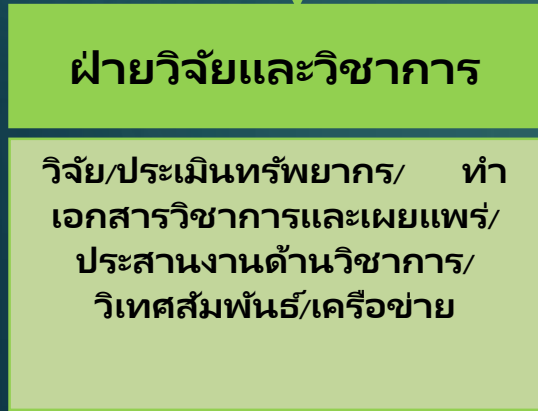 ฝ่ายวิจัยและวิชาการ
วิจัย/ประเมินทรัพยากร/ ทำ
เอกสารวิชาการและเผยแพร่/
ประสานงานด้านวิชาการ/
วิเทศสัมพันธ์/เครือข่าย